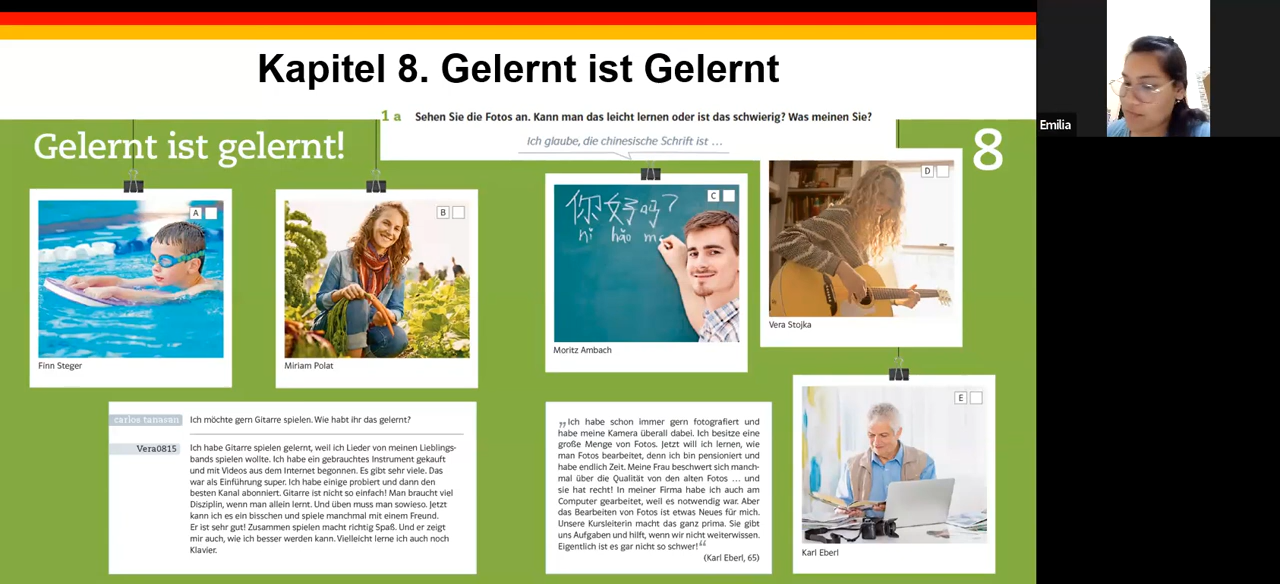 Kapitel 8. Gelernt ist Gelernt
1 a Sehen Sie die Fotos an. Kann man das leicht lernen oder ist das schwierig? Was meinen Sie?
Ich glaube, die chinesische Schrift ist ...
Gelernt ist gelernt!
8
Emilia
A
Finn Steger
B
Miriam Polat
C
你好吗?
nǐ hǎo ma
Moritz Ambach
D
Vera Stojka
carlos tanasan Ich möchte gern Gitarre spielen. Wie habt ihr das gelernt?
Vera0815 Ich habe Gitarre spielen gelernt, weil ich Lieder von meinen Lieblings-
bands spielen wollte. Ich habe ein gebrauchtes Instrument gekauft
und mit Videos aus dem Internet begonnen. Es gibt sehr viele. Das
war als Einführung super. Ich habe einige probiert und dann den
besten Kanal abonniert. Gitarre ist nicht so einfach! Man braucht viel
Disziplin, wenn man allein lernt. Und üben muss man sowieso. Jetzt
kann ich es ein bisschen und spiele manchmal mit einem Freund.
Er ist sehr gut! Zusammen spielen macht richtig Spaß. Und er zeigt
mir auch, wie ich besser werden kann. Vielleicht lerne ich auch noch
Klavier.
„Ich habe schon immer gern fotografiert und
habe meine Kamera überall dabei. Ich besitze eine
große Menge von Fotos. Jetzt will ich lernen, wie
man Fotos bearbeitet, denn ich bin pensioniert und
habe endlich Zeit. Meine Frau beschwert sich manch-
mal über die Qualität von den alten Fotos ... und
sie hat recht! In meiner Firma habe ich auch am
Computer gearbeitet, weil es notwendig war. Aber
das Bearbeiten von Fotos ist etwas Neues für mich.
Unsere Kursleiterin macht das ganz prima. Sie gibt
uns Aufgaben und hilft, wenn wir nicht weiterwissen.
Eigentlich ist es gar nicht so schwer!“
(Karl Eberl, 65)
E
Karl Eberl